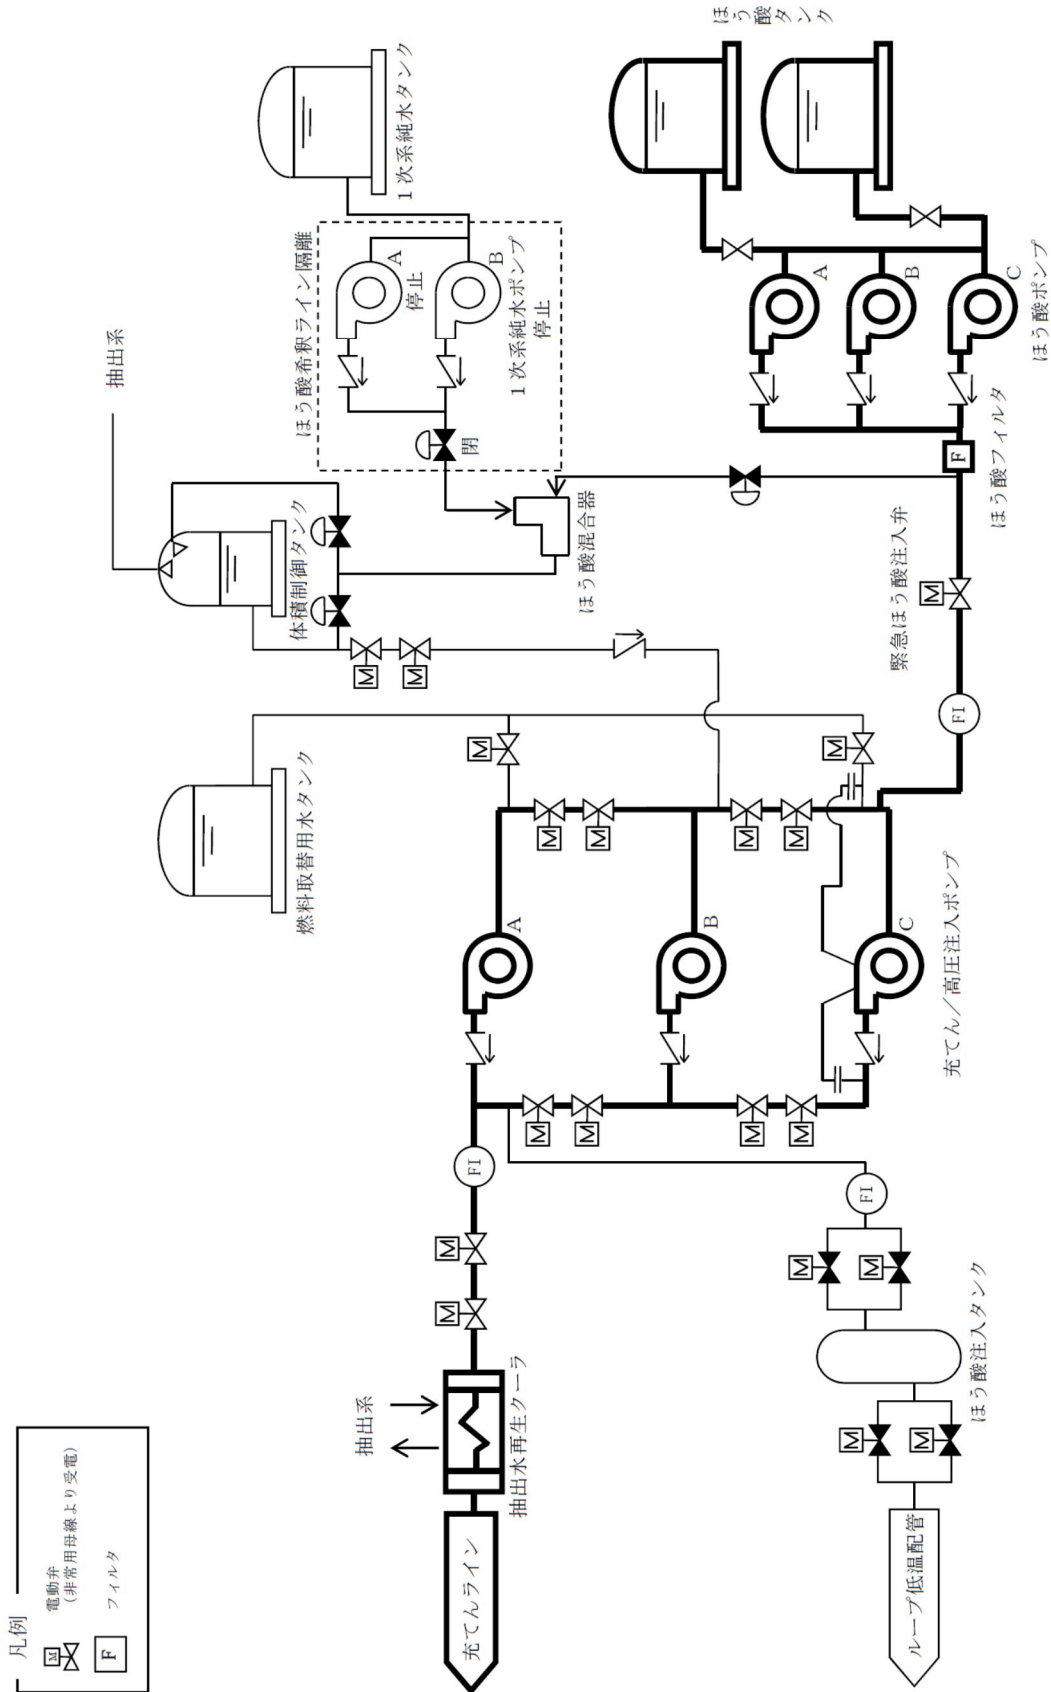 凡例
M
電動弁
(非常用母線より受電)
F
フィルタ
抽出系
燃料取替用水タンク
体積制御タンク
ほう酸希釈ライン隔離
1次系純水タンク
A
停止
B
1次系純水ポンプ
停止
閉
ほう酸混合器
ほう酸タンク
A
B
C
ほう酸ポンプ
F
ほう酸フィルタ
M
緊急ほう酸注入弁
FI
M
M
M
M
M
M
M
M
A
B
C
充てん/高圧注入ポンプ
M
M
M
M
FI
M
M
抽出系
抽出水再生クーラ
充てんライン
FI
M
M
ほう酸注入タンク
M
M
ループ低温配管